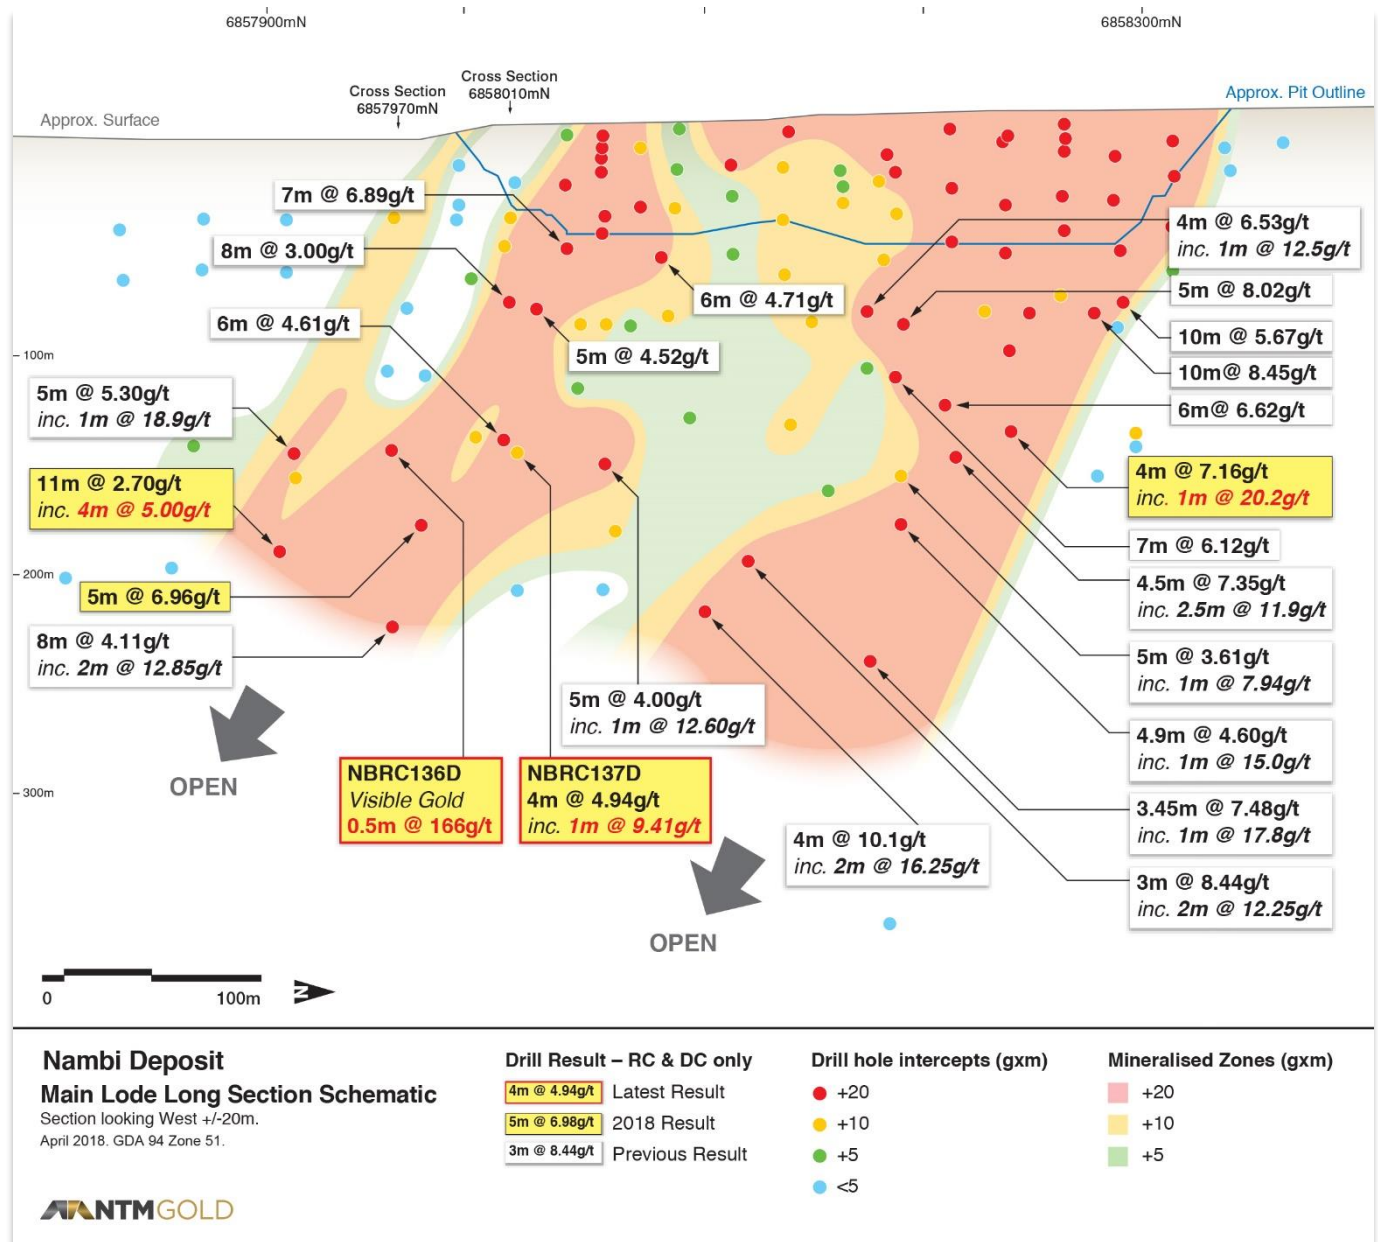 6857900mN
6858300mN
Cross Section
6857970mN
Cross Section
6858010mN
Approx. Surface
Approx. Pit Outline
7m @ 6.89g/t
8m @ 3.00g/t
6m @ 4.61g/t
6m @ 4.71g/t
5m @ 4.52g/t
4m @ 6.53g/t
inc. 1m @ 12.5g/t
5m @ 8.02g/t
10m @ 5.67g/t
10m@ 8.45g/t
6m@ 6.62g/t
100m
5m @ 5.30g/t
inc. 1m @ 18.9g/t
11m @ 2.70g/t
inc. 4m @ 5.00g/t
4m @ 7.16g/t
inc. 1m @ 20.2g/t
7m @ 6.12g/t
200m
5m @ 6.96g/t
4.5m @ 7.35g/t
inc. 2.5m @ 11.9g/t
8m @ 4.11g/t
inc. 2m @ 12.85g/t
5m @ 3.61g/t
inc. 1m @ 7.94g/t
5m @ 4.00g/t
inc. 1m @ 12.60g/t
4.9m @ 4.60g/t
inc. 1m @ 15.0g/t
OPEN
300m
NBRC136D
Visible Gold
0.5m @ 166g/t
NBRC137D
4m @ 4.94g/t
inc. 1m @ 9.41g/t
3.45m @ 7.48g/t
inc. 1m @ 17.8g/t
4m @ 10.1g/t
inc. 2m @ 16.25g/t
3m @ 8.44g/t
inc. 2m @ 12.25g/t
OPEN
0 100m
N
Nambi Deposit
Main Lode Long Section Schematic
Section looking West +/-20m.
April 2018. GDA 94 Zone 51.
NTMGOLD
Drill Result – RC & DC only
4m @ 4.94g/t Latest Result
5m @ 6.98g/t 2018 Result
3m @ 8.44g/t Previous Result
Drill hole intercepts (gxm)
+20
+10
+5
<5
Mineralised Zones (gxm)
+20
+10
+5